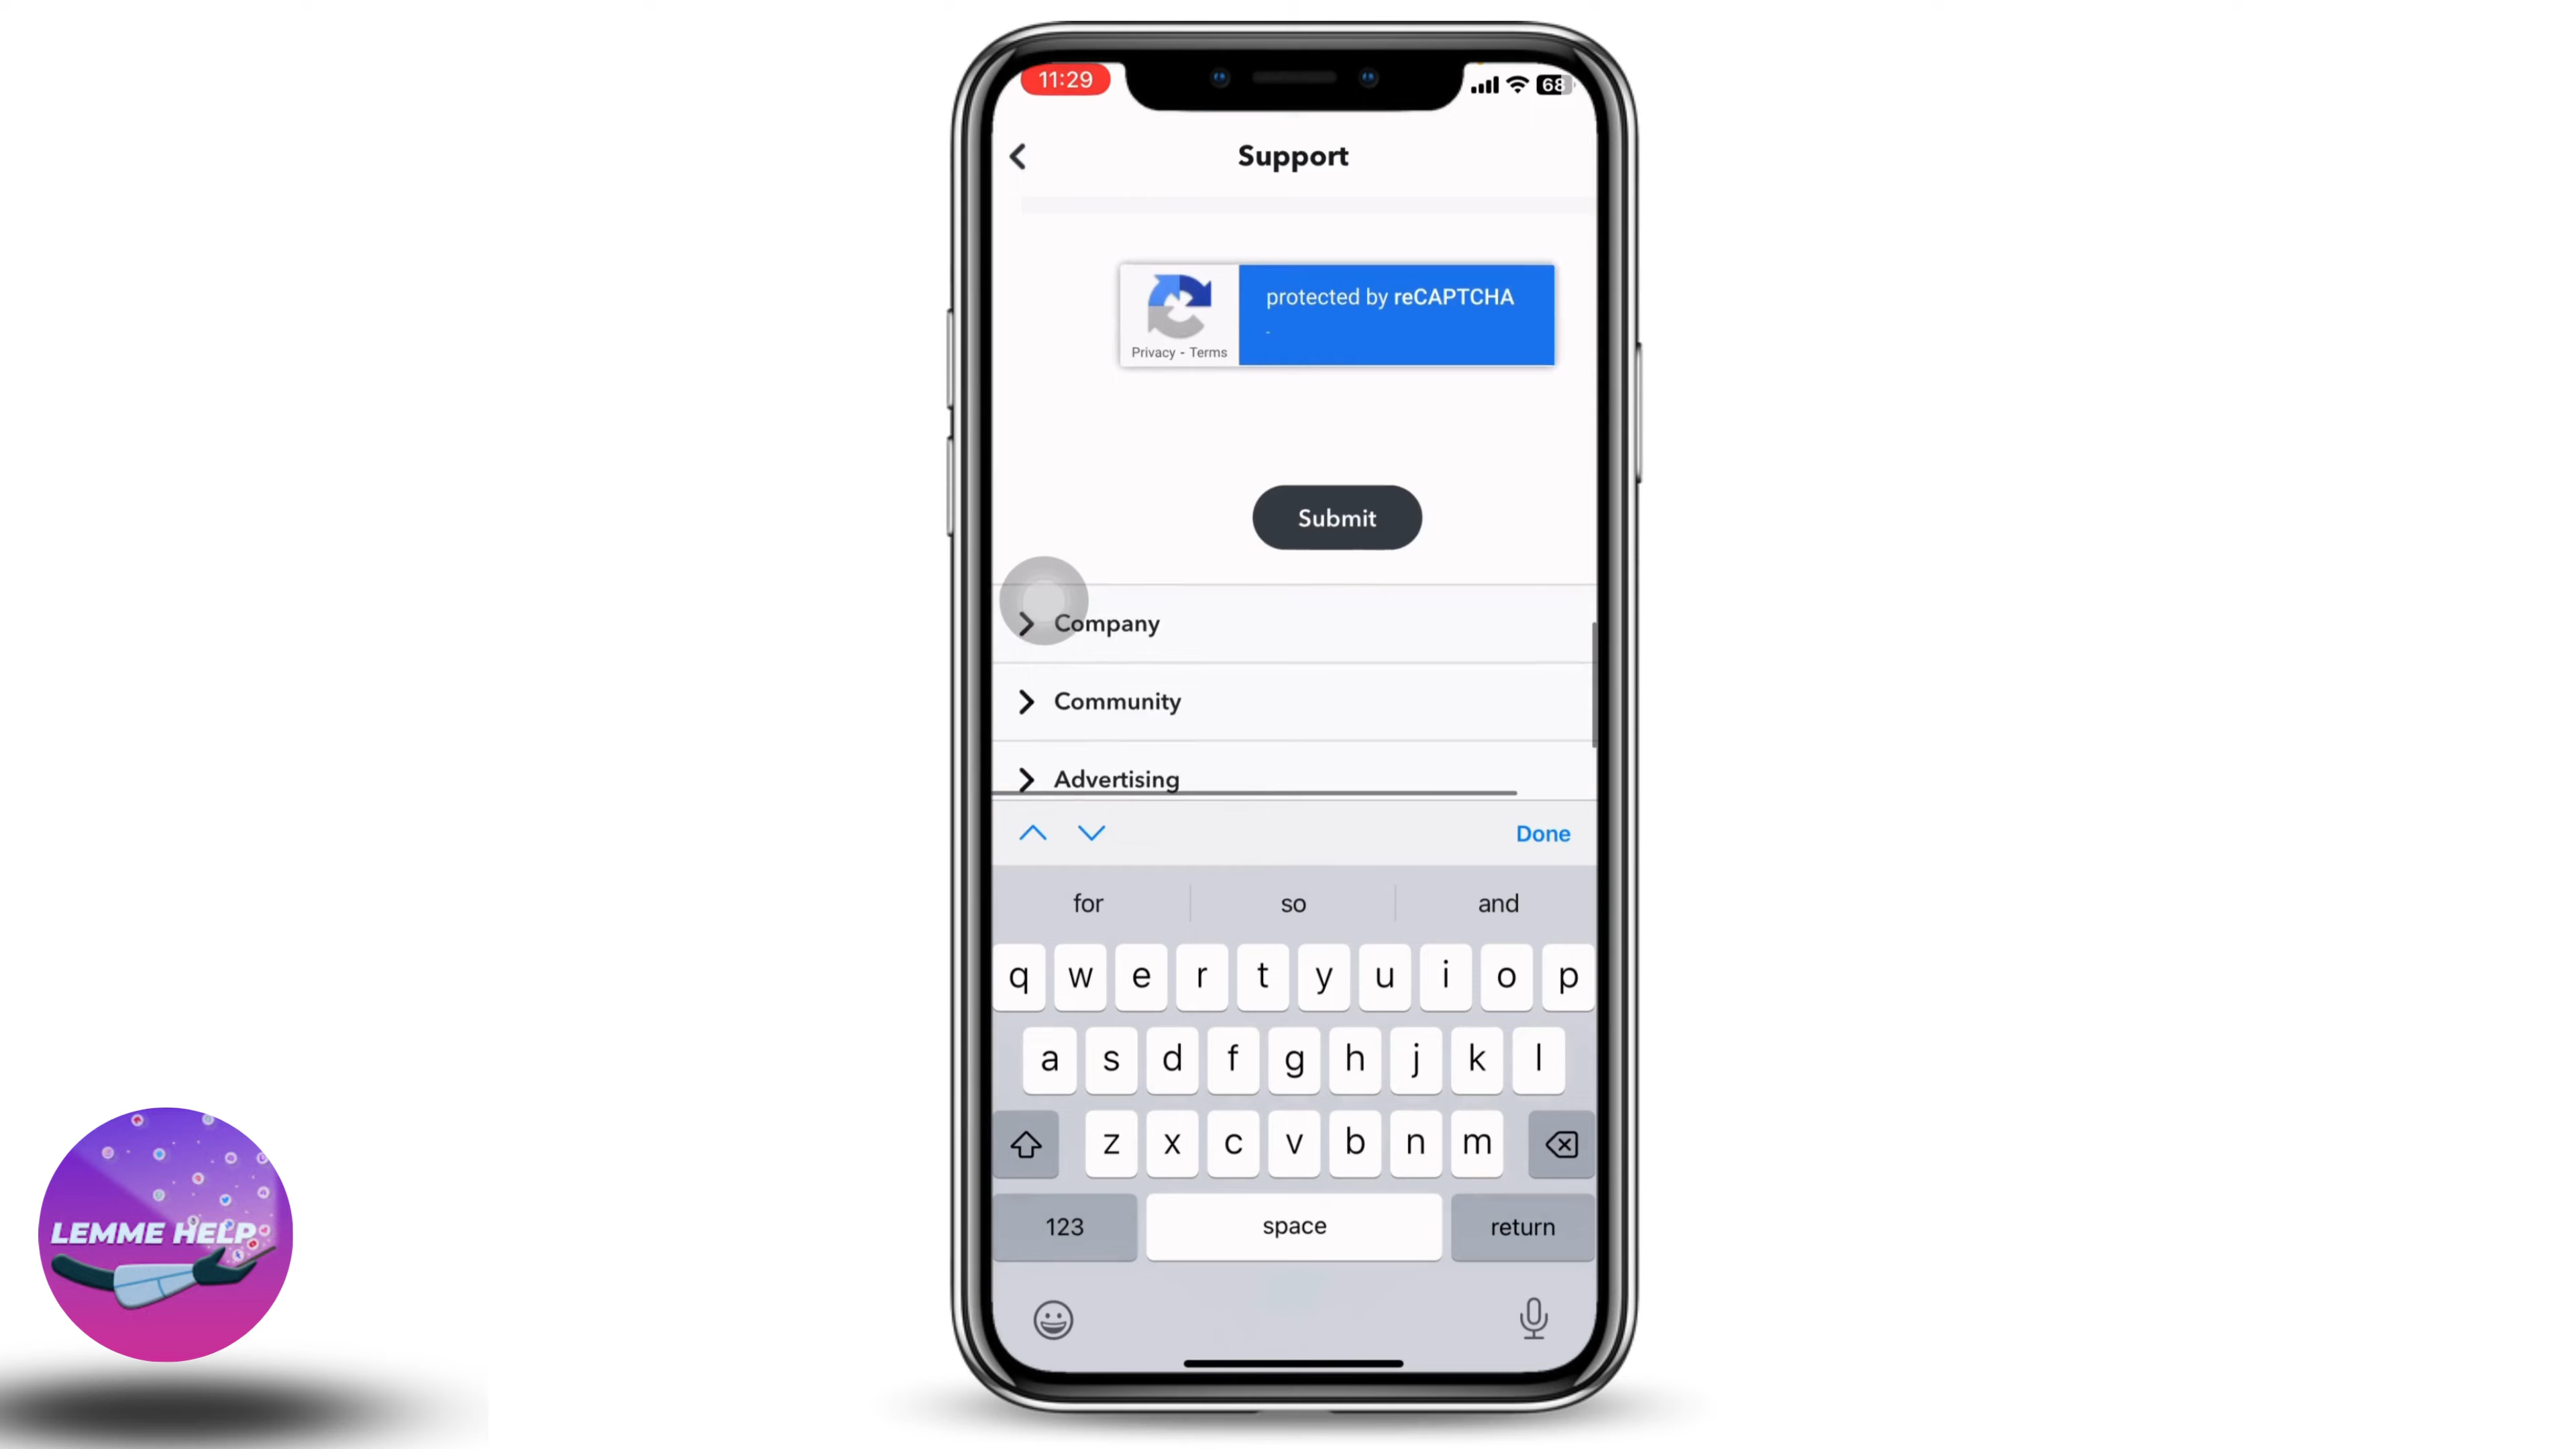 11:29
68
Support
protected by reCAPTCHA
Privacy - Terms
Submit
Company
Community
Advertising
Done
for so and
q w e r t y u i o p
a s d f g h j k l
z x c v b n m
123 space return
LEMME HELP